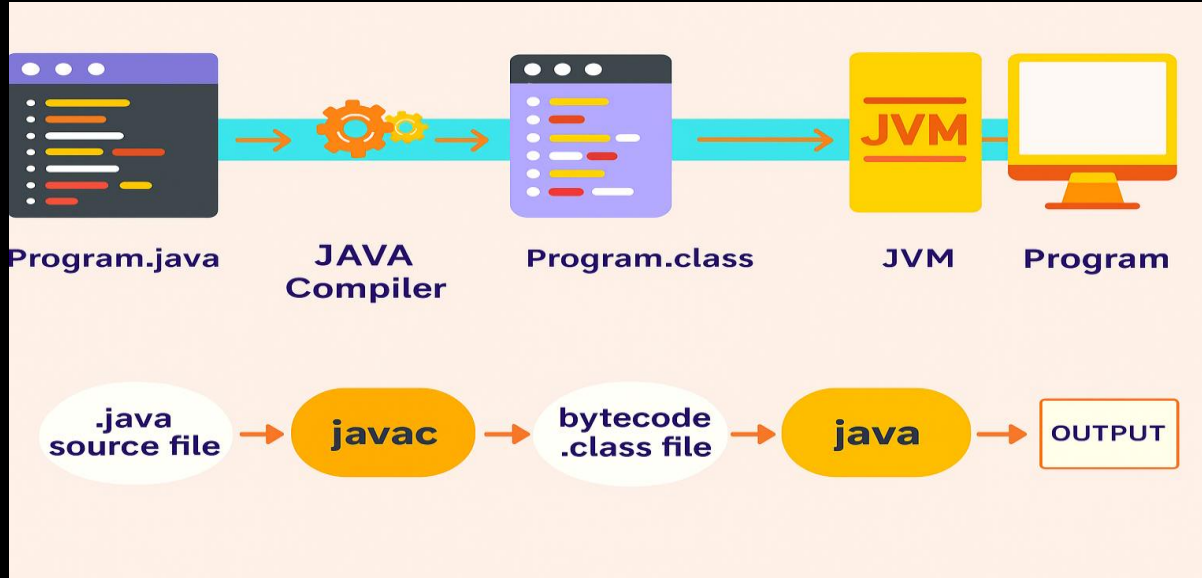 JVM
Program.java
JAVA
Compiler
Program.class
JVM
Program
.java
source file
javac
bytecode
.class file
java
OUTPUT